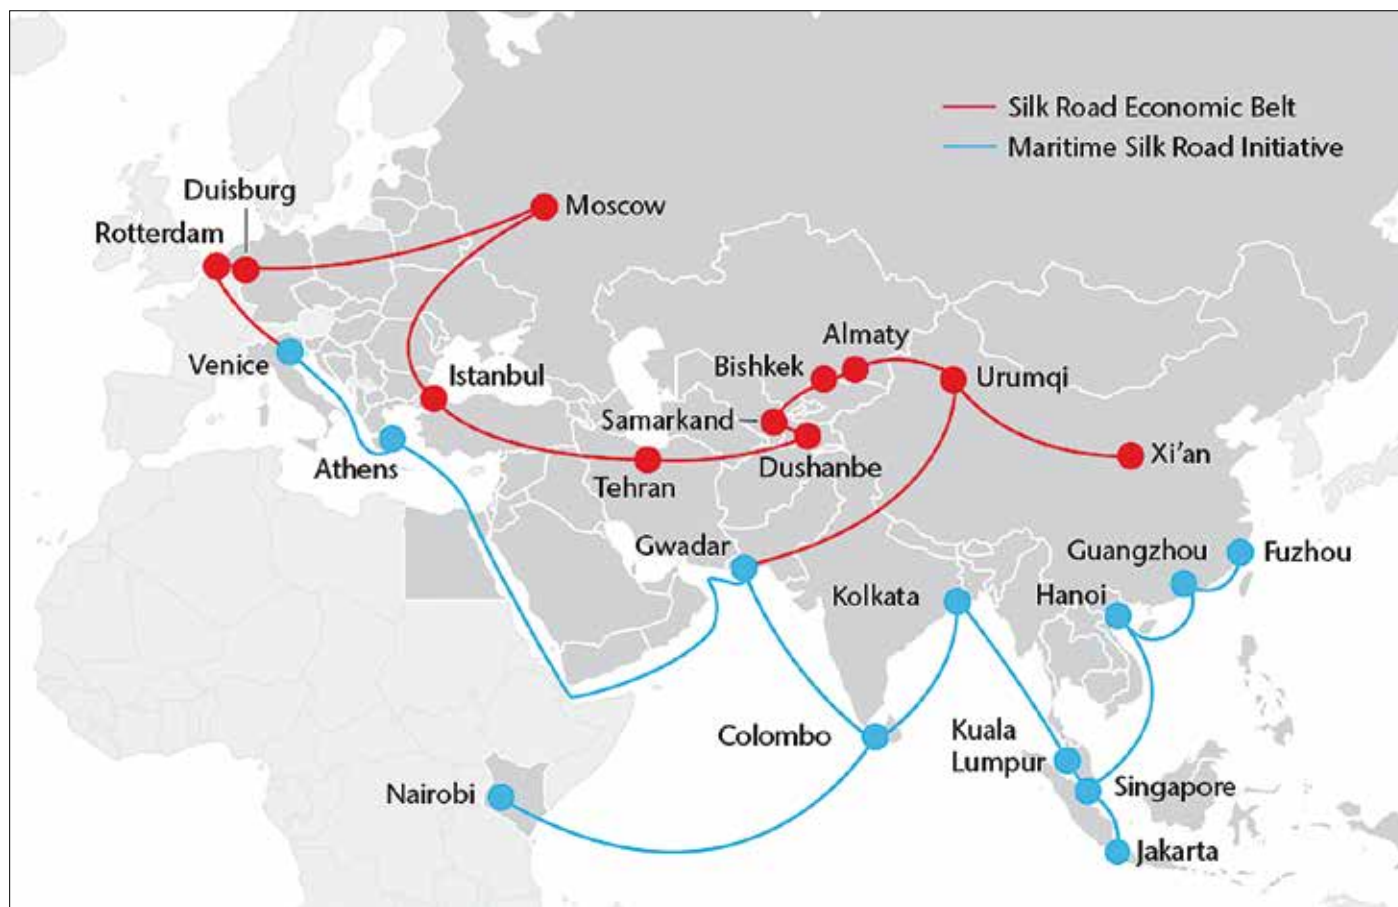 Silk Road Economic Belt
Maritime Silk Road Initiative
Duisburg
Moscow
Rotterdam
Almaty
Venice
Bishkek
Istanbul
Urumqi
Samarkand
Athens
Dushanbe
Xi’an
Tehran
Gwadar
Guangzhou
Fuzhou
Kolkata
Hanoi
Colombo
Kuala
Lumpur
Nairobi
Singapore
Jakarta